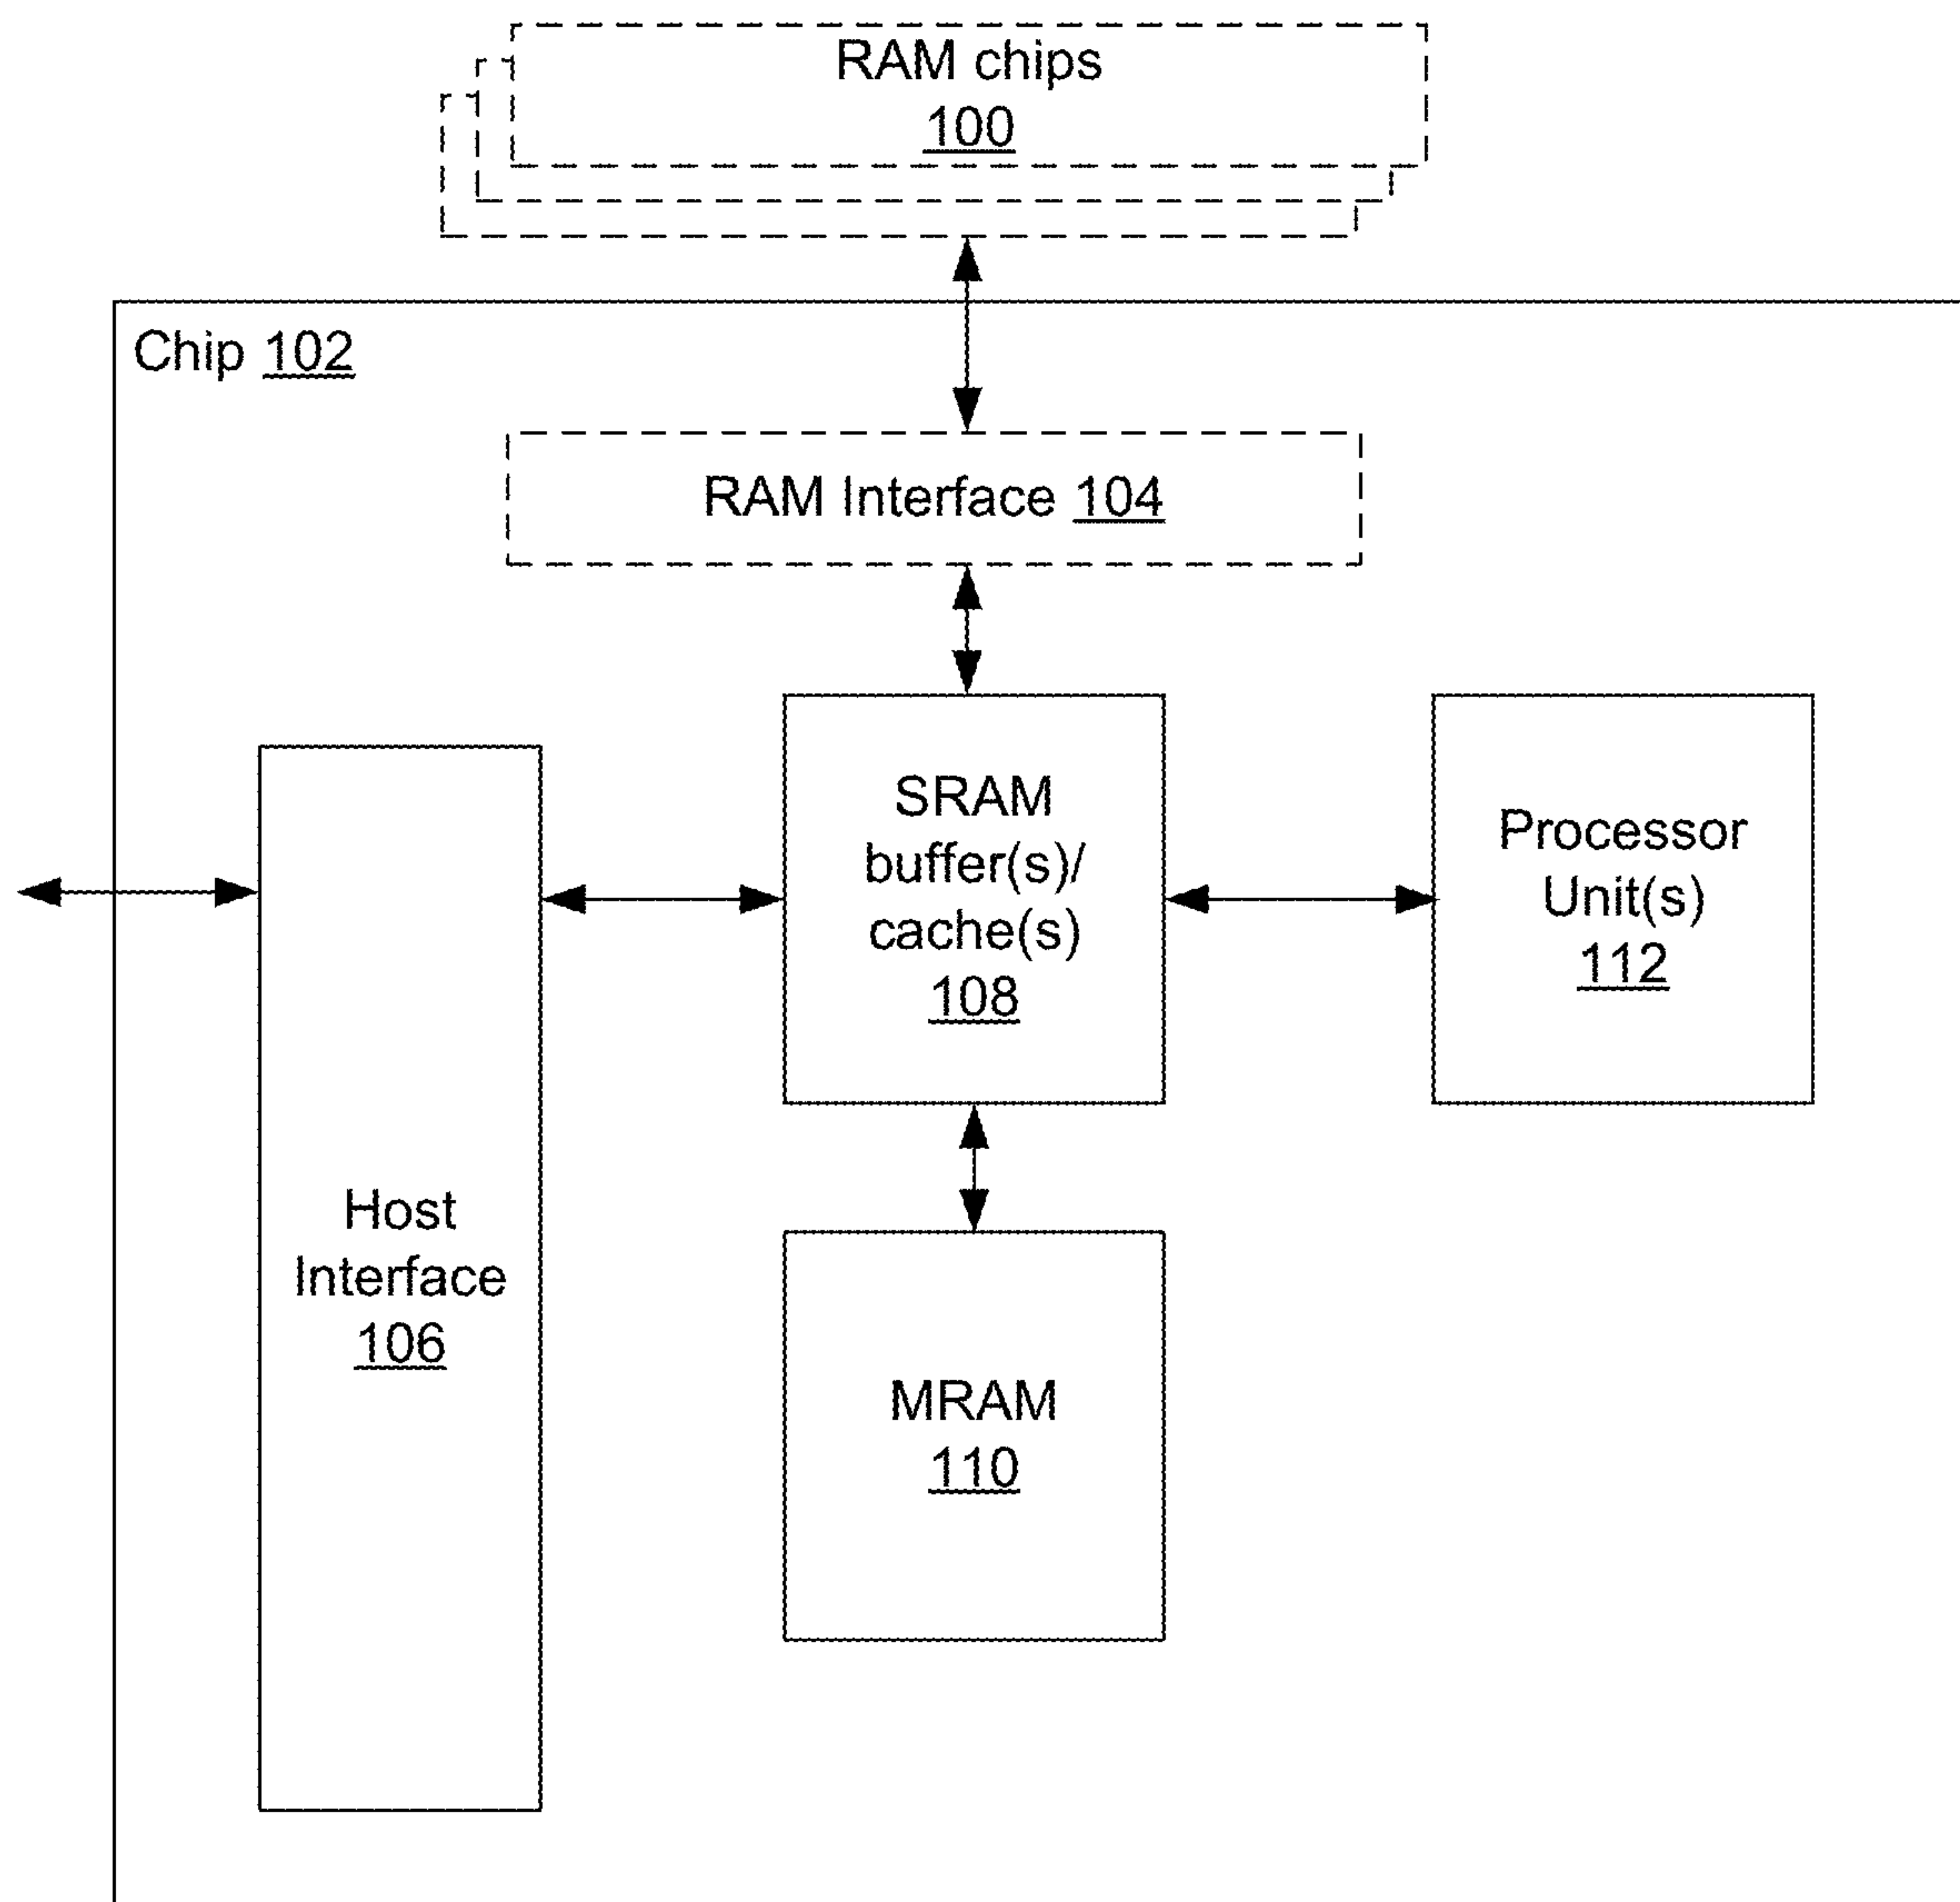 RAM chips
100
Chip 102
RAM Interface 104
SRAM
buffer(s)/
cache(s)
108
Processor
Unit(s)
112
Host
Interface
106
MRAM
110